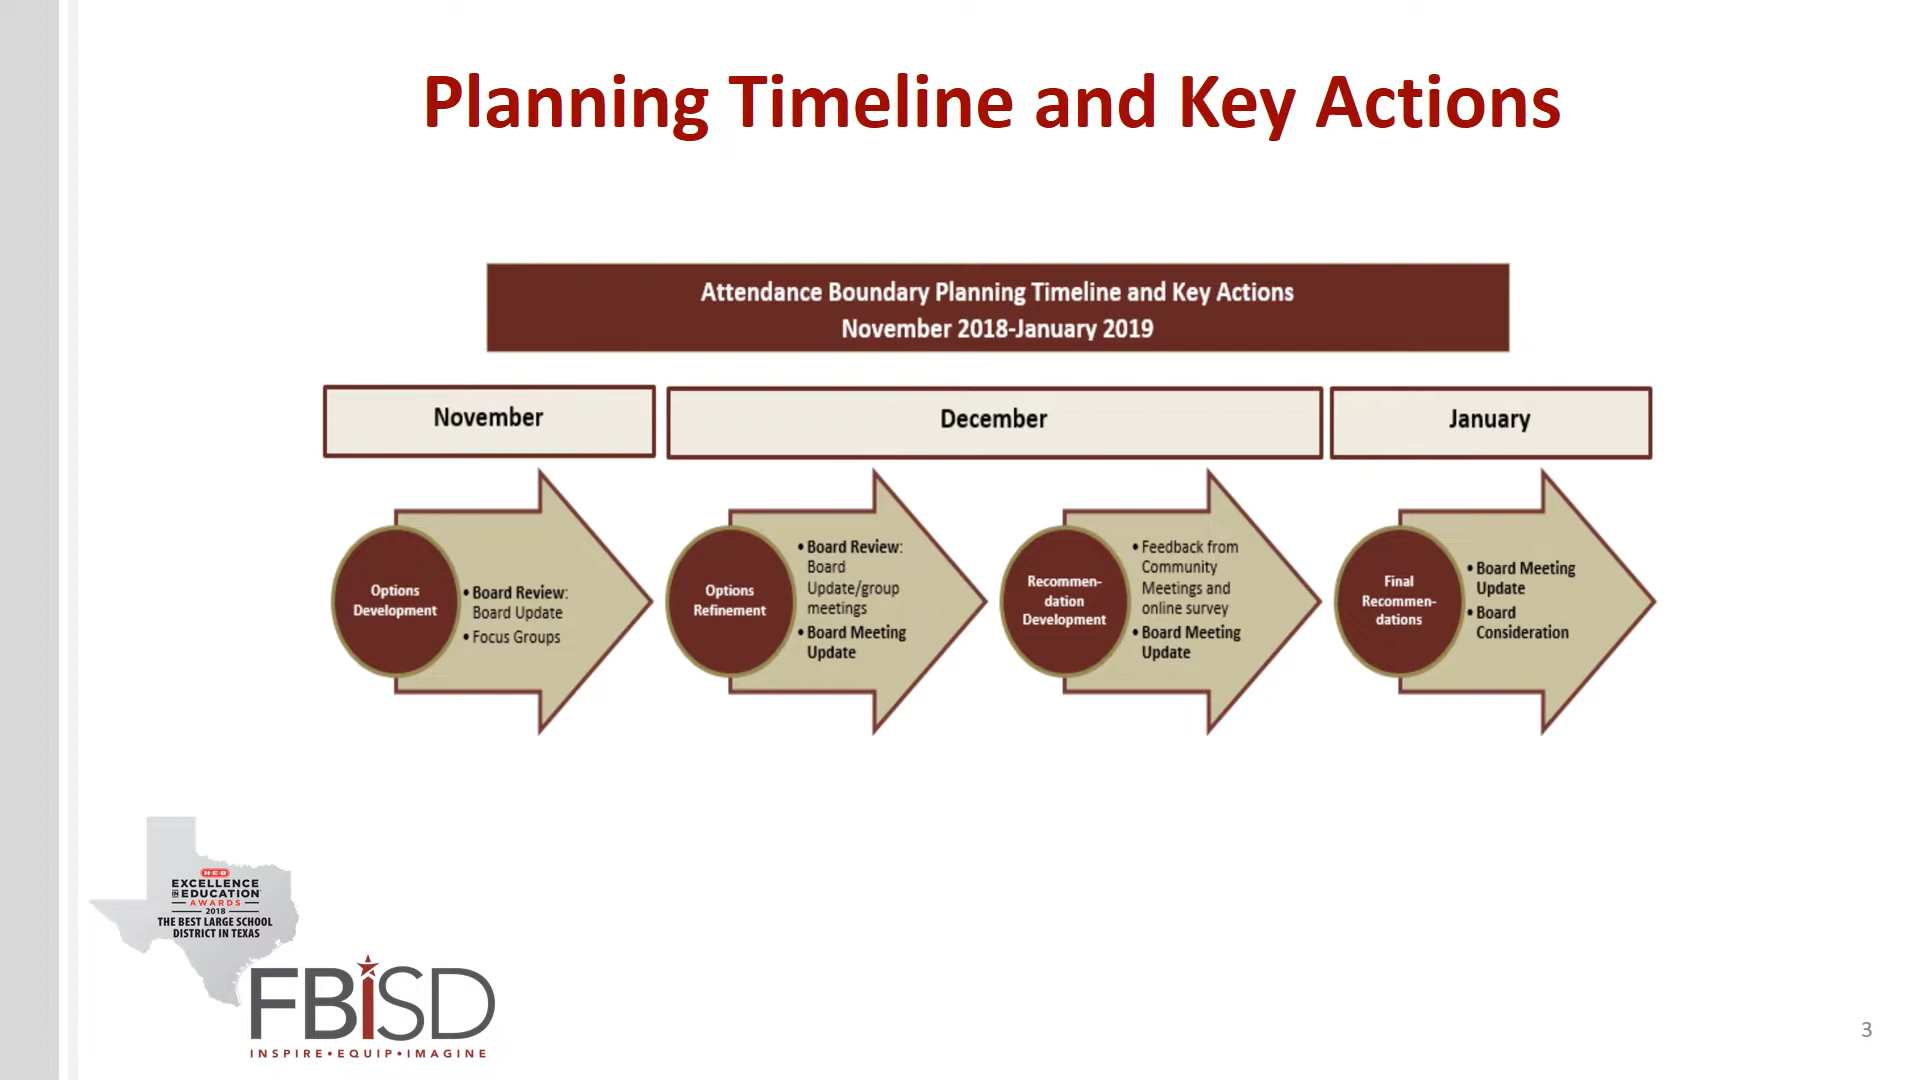 Planning Timeline and Key Actions
Attendance Boundary Planning Timeline and Key Actions
November 2018-January 2019
November
December
January
Options
Development
• Board Review:
Board Update
• Focus Groups
Options
Refinement
• Board Review:
Board
Update/group
meetings
• Board Meeting
Update
Recommen-
dation
Development
• Feedback from
Community
Meetings and
online survey
• Board Meeting
Update
Final
Recommen-
dations
• Board Meeting
Update
• Board
Consideration
H-E-B
EXCELLENCE
IN EDUCATION
AWARDS
2018
THE BEST LARGE SCHOOL
DISTRICT IN TEXAS
FBiSD
INSPIRE • EQUIP • IMAGINE
3